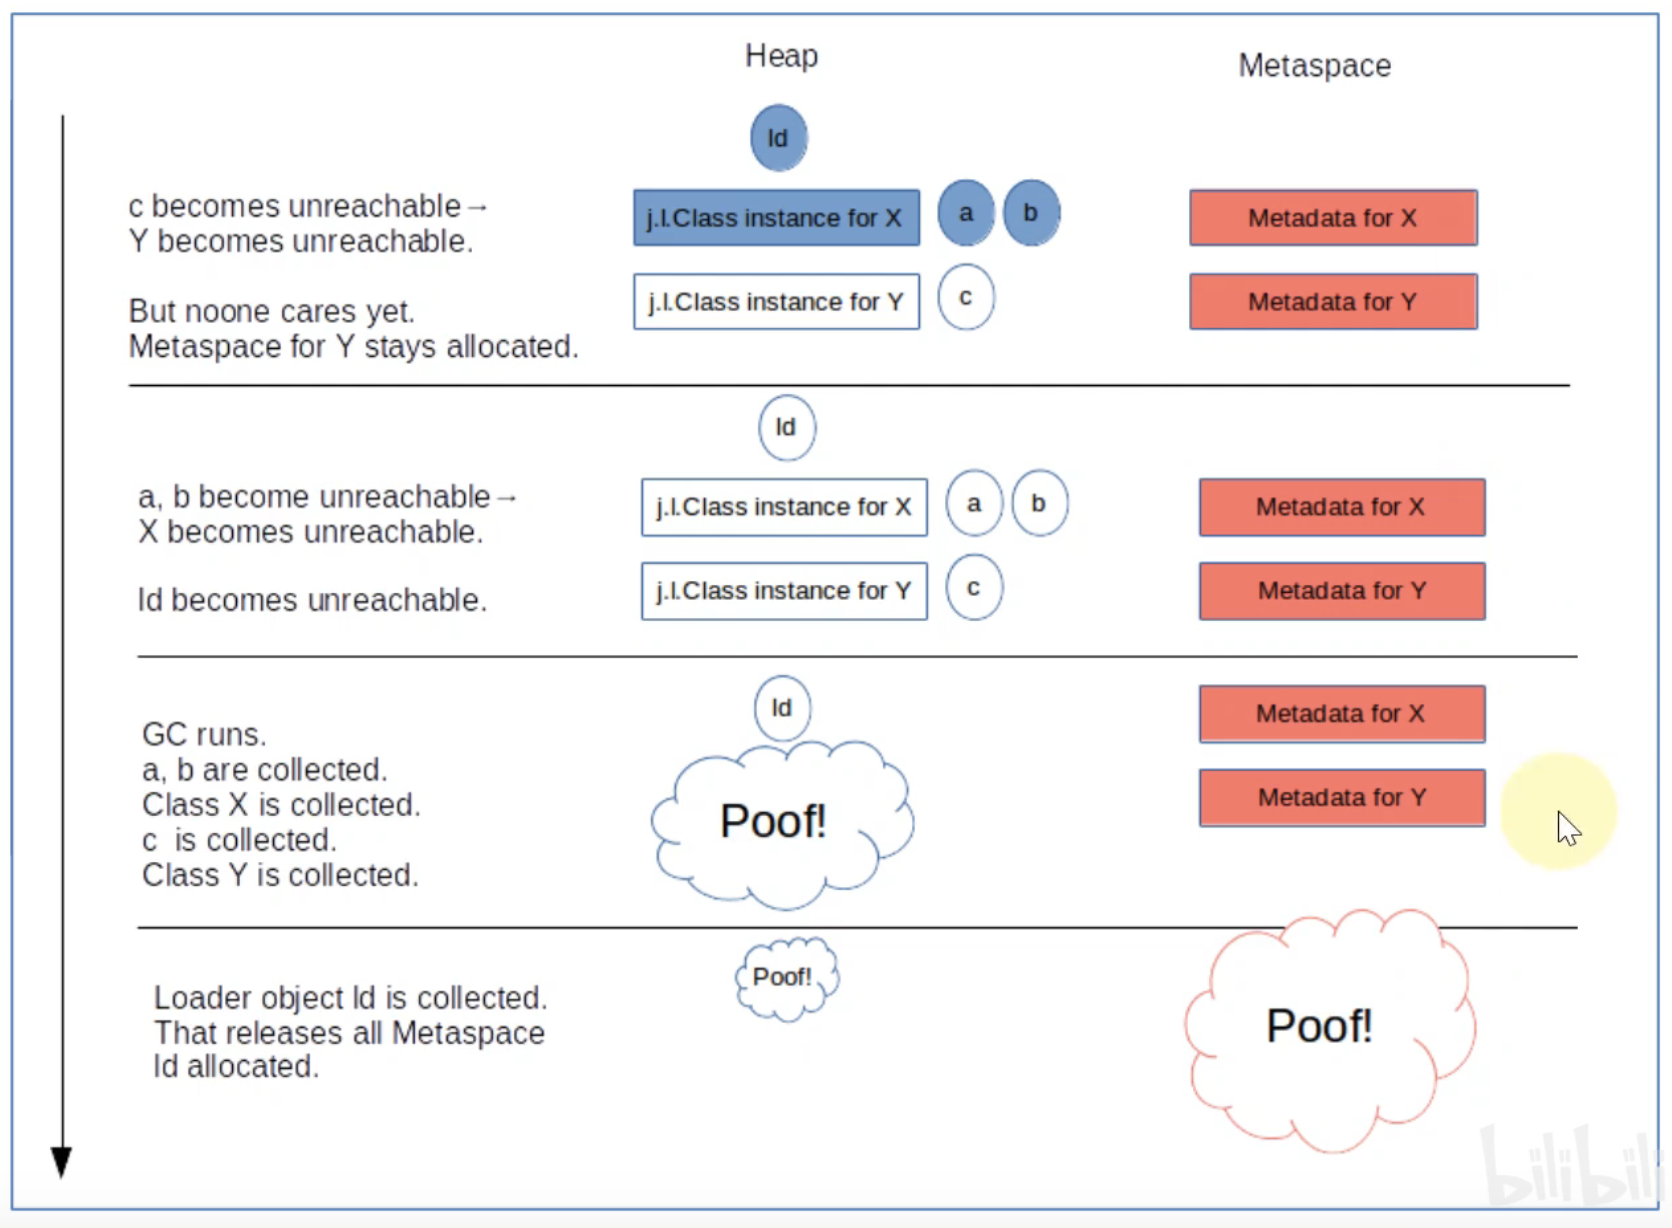 Heap
Metaspace
ld
c becomes unreachable→
Y becomes unreachable.
j.l.Class instance for X
a
b
Metadata for X
But noone cares yet.
Metaspace for Y stays allocated.
j.l.Class instance for Y
c
Metadata for Y
ld
a, b become unreachable→
X becomes unreachable.
j.l.Class instance for X
a
b
Metadata for X
ld becomes unreachable.
j.l.Class instance for Y
c
Metadata for Y
ld
GC runs.
a, b are collected.
Class X is collected.
c  is collected.
Class Y is collected.
Poof!
Metadata for X
Metadata for Y
Loader object ld is collected.
That releases all Metaspace
ld allocated.
Poof!
Poof!
bilibili